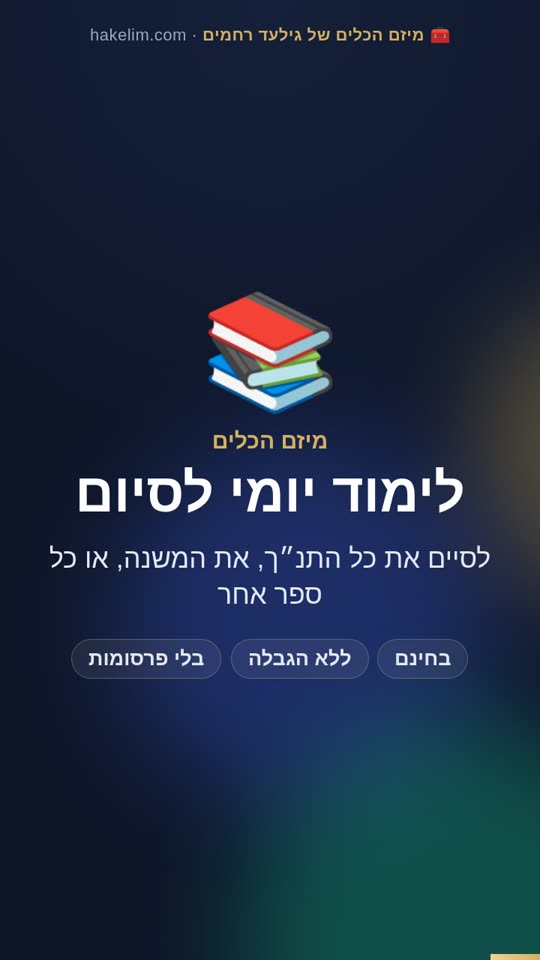 🧰 מיזם הכלים של גילעד רחמים · hakelim.com
מיזם הכלים
לימוד יומי לסיום
לסיים את כל התנ״ך, את המשנה, או כל
ספר אחר
בחינם
ללא הגבלה
בלי פרסומות